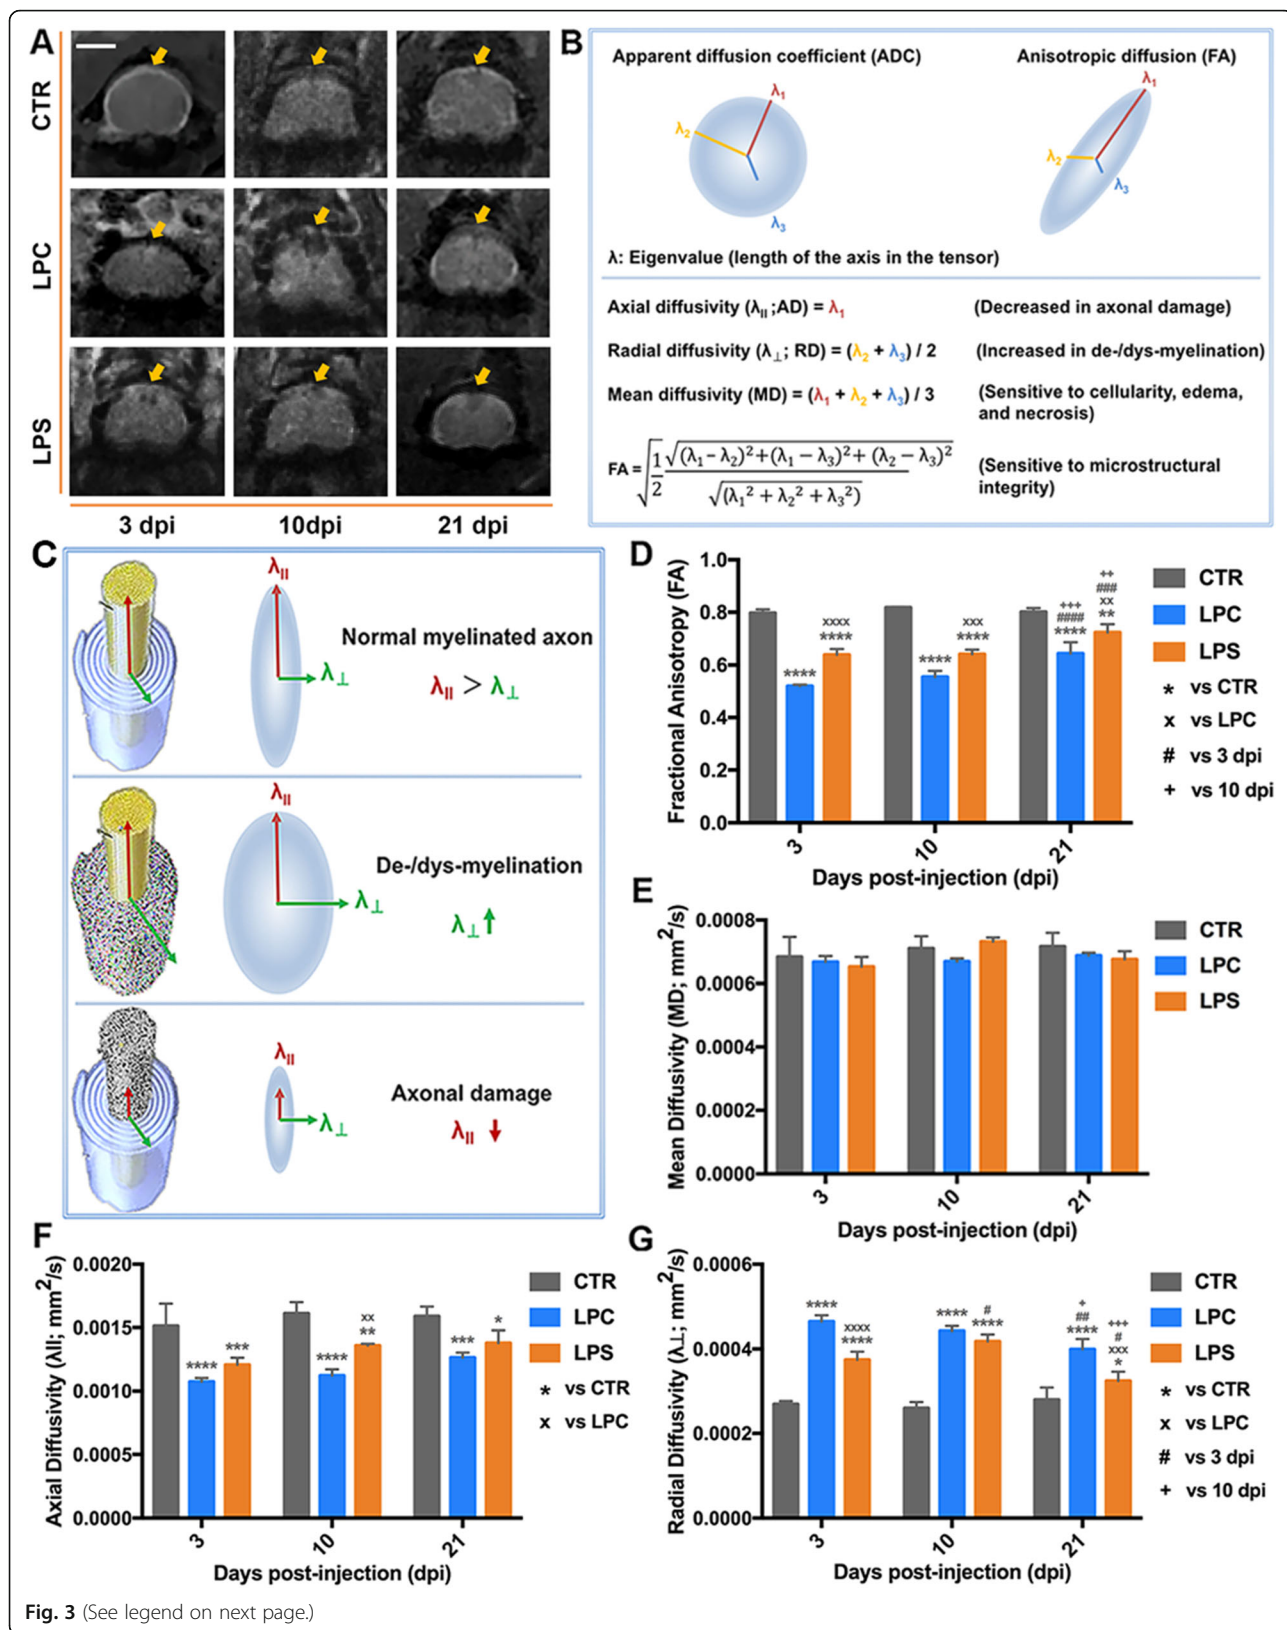 A
CTR
LPC
LPS
3 dpi
10dpi
21 dpi
B
Apparent diffusion coefficient (ADC)
Anisotropic diffusion (FA)
λ1
λ2
λ3
λ1
λ2
λ3
λ: Eigenvalue (length of the axis in the tensor)
Axial diffusivity (λ||;AD) = λ1 (Decreased in axonal damage)
Radial diffusivity (λ⊥; RD) = (λ2 + λ3) / 2 (Increased in de-/dys-myelination)
Mean diffusivity (MD) = (λ1 + λ2 + λ3) / 3 (Sensitive to cellularity, edema,
and necrosis)
FA = √(1/2) √((λ1 − λ2)² + (λ1 − λ3)² + (λ2 − λ3)²) / √((λ1² + λ2² + λ3²)) (Sensitive to microstructural
integrity)
C
λ||
Normal myelinated axon
λ⊥
λ|| > λ⊥
λ||
De-/dys-myelination
λ⊥
λ⊥↑
λ||
Axonal damage
λ⊥
λ|| ↓
D
Fractional Anisotropy (FA)
1.0
0.8
0.6
0.4
0.2
0.0
****
xxxx
****
****
xxx
****
+++
####
****
++
###
xx
**
3
10
21
Days post-injection (dpi)
CTR
LPC
LPS
* vs CTR
x vs LPC
# vs 3 dpi
+ vs 10 dpi
E
Mean Diffusivity (MD; mm²/s)
0.0008
0.0006
0.0004
0.0002
0.0000
3
10
21
Days post-injection (dpi)
CTR
LPC
LPS
F
Axial Diffusivity (λII; mm²/s)
0.0020
0.0015
0.0010
0.0005
0.0000
****
***
****
xx
**
***
*
3
10
21
Days post-injection (dpi)
CTR
LPC
LPS
* vs CTR
x vs LPC
G
Radial Diffusivity (λ⊥; mm²/s)
0.0006
0.0004
0.0002
0.0000
****
xxxx
****
****
#
****
+
##
****
+++
#
xxx
*
3
10
21
Days post-injection (dpi)
CTR
LPC
LPS
* vs CTR
x vs LPC
# vs 3 dpi
+ vs 10 dpi
Fig. 3 (See legend on next page.)